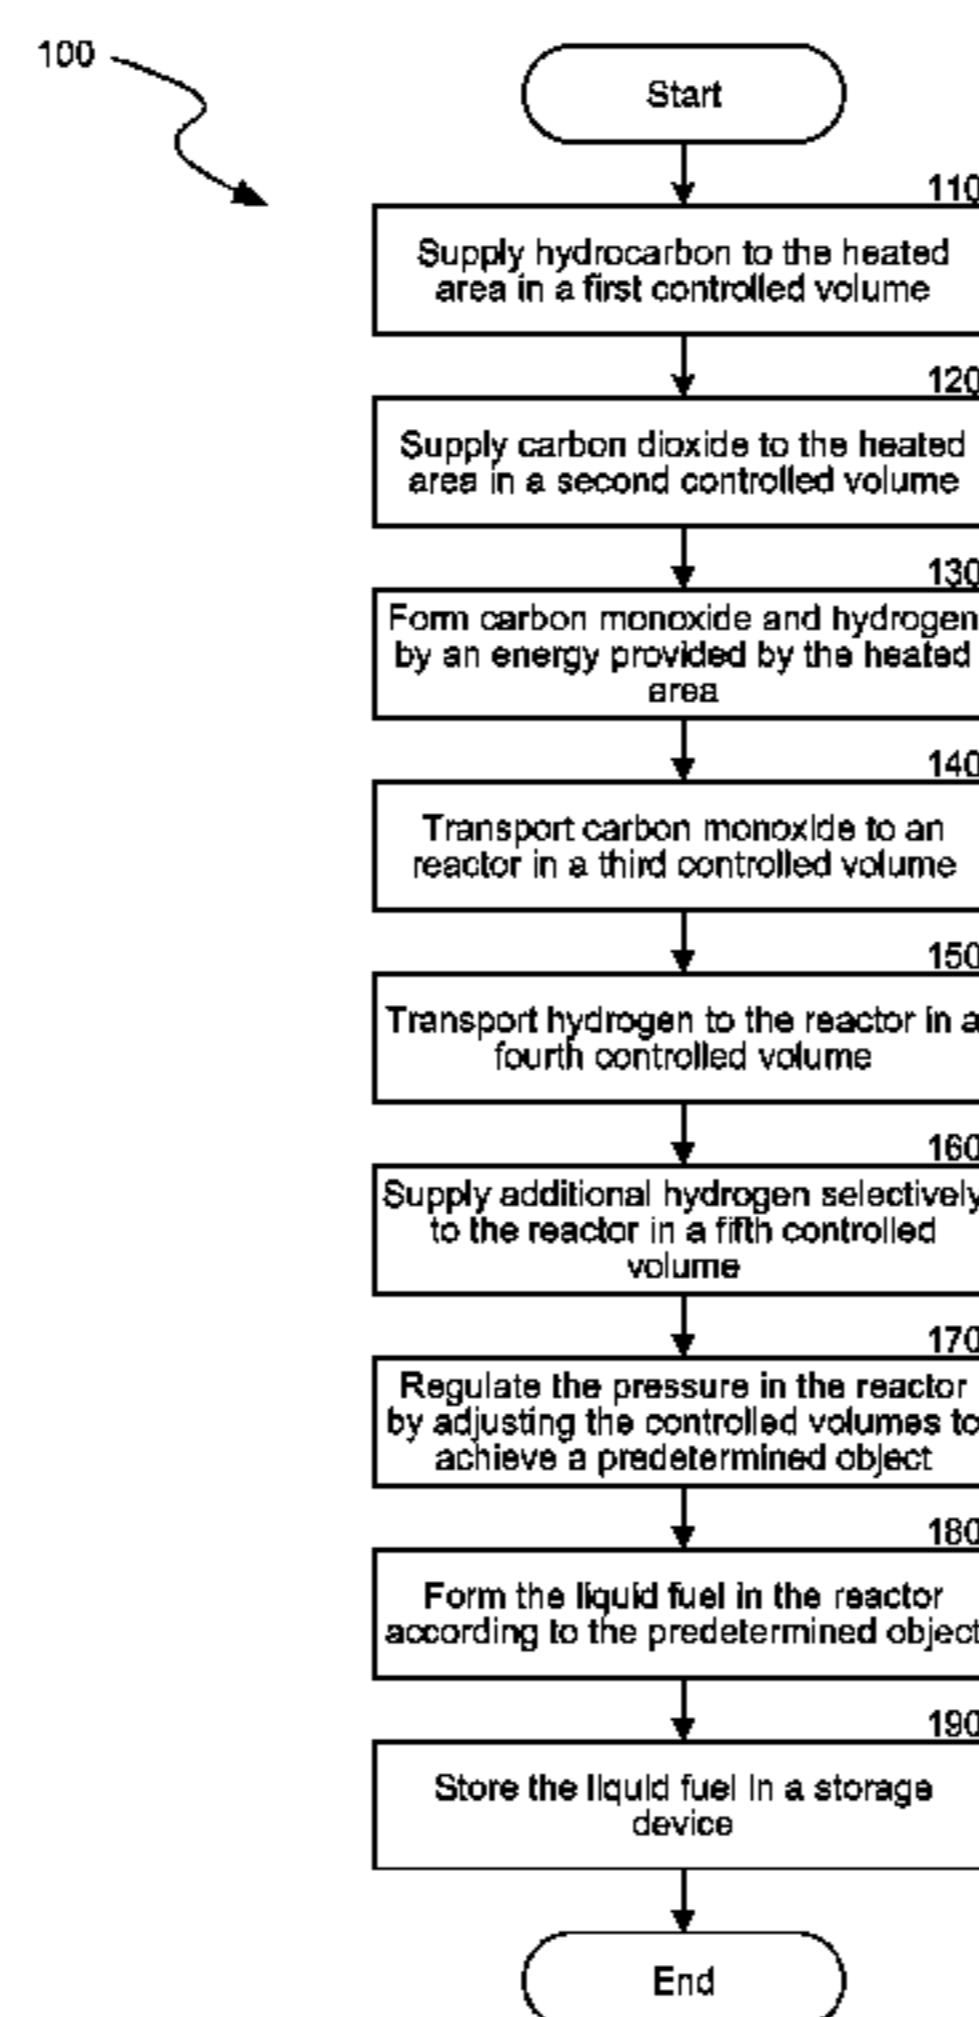 100
Start
110
Supply hydrocarbon to the heated
area in a first controlled volume
120
Supply carbon dioxide to the heated
area in a second controlled volume
130
Form carbon monoxide and hydrogen
by an energy provided by the heated
area
140
Transport carbon monoxide to an
reactor in a third controlled volume
150
Transport hydrogen to the reactor in a
fourth controlled volume
160
Supply additional hydrogen selectively
to the reactor in a fifth controlled
volume
170
Regulate the pressure in the reactor
by adjusting the controlled volumes to
achieve a predetermined object
180
Form the liquid fuel in the reactor
according to the predetermined object
190
Store the liquid fuel in a storage
device
End